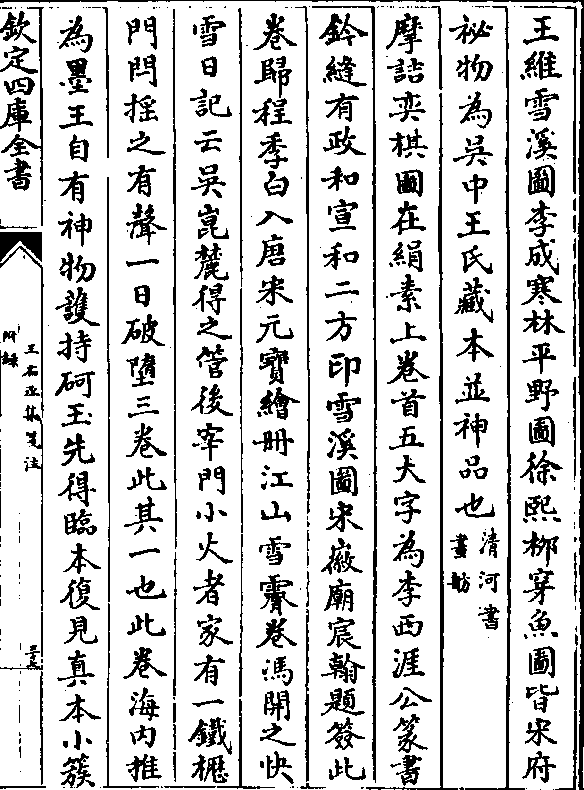 王維雪溪圖李成寒林平野圖徐熙柳穿魚圖皆宋府
祕物為吳中王氏藏本並神品也清河書畫舫
摩詰奕棋圖在絹素上卷首五大字為李西涯公篆書
鈐縫有政和宣和二方印雪溪圖宋廠廟宸翰題簽此
卷歸程季白入唐宋元寶繪冊江山雪霽卷馮開之快
雪日記云吳崑麓得之管後宰門小火者家有一鐵櫪
門閂摇之有聲一日破墮三卷此其一也此卷海内推
為墨王自有神物護持砢玉先得臨本復見真本小簇
欽定四庫全書
王右丞集箋注
附録